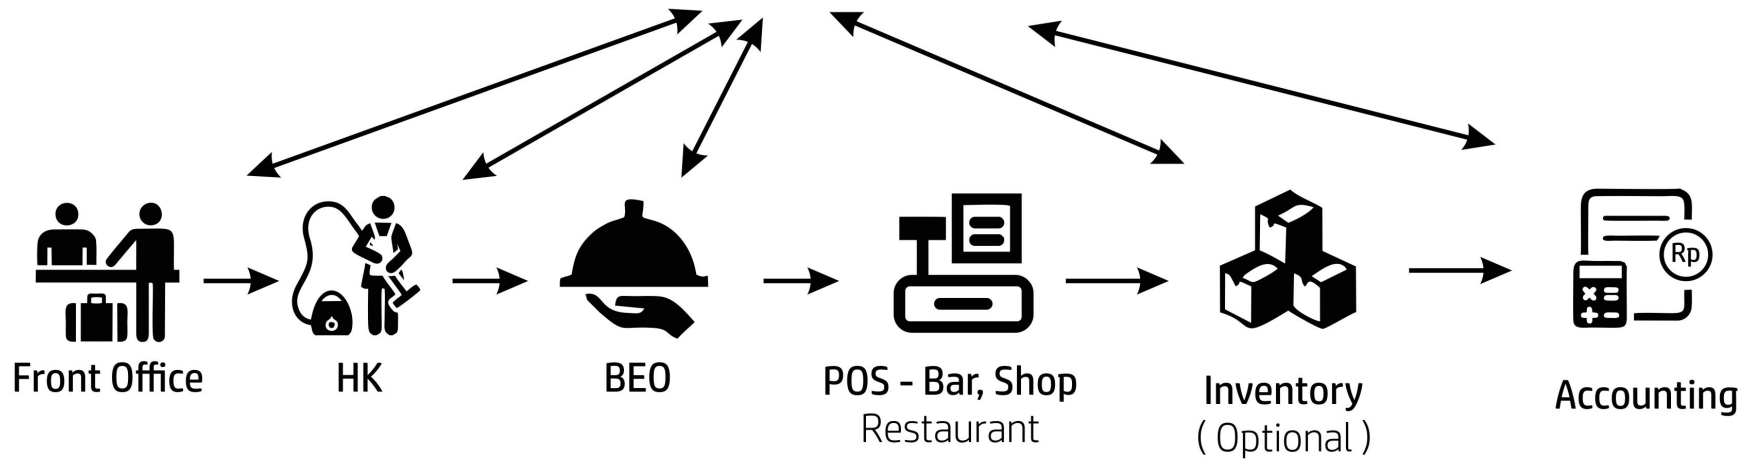 Rp
Front Office
HK
BEO
POS - Bar, Shop
Restaurant
Inventory
( Optional )
Accounting